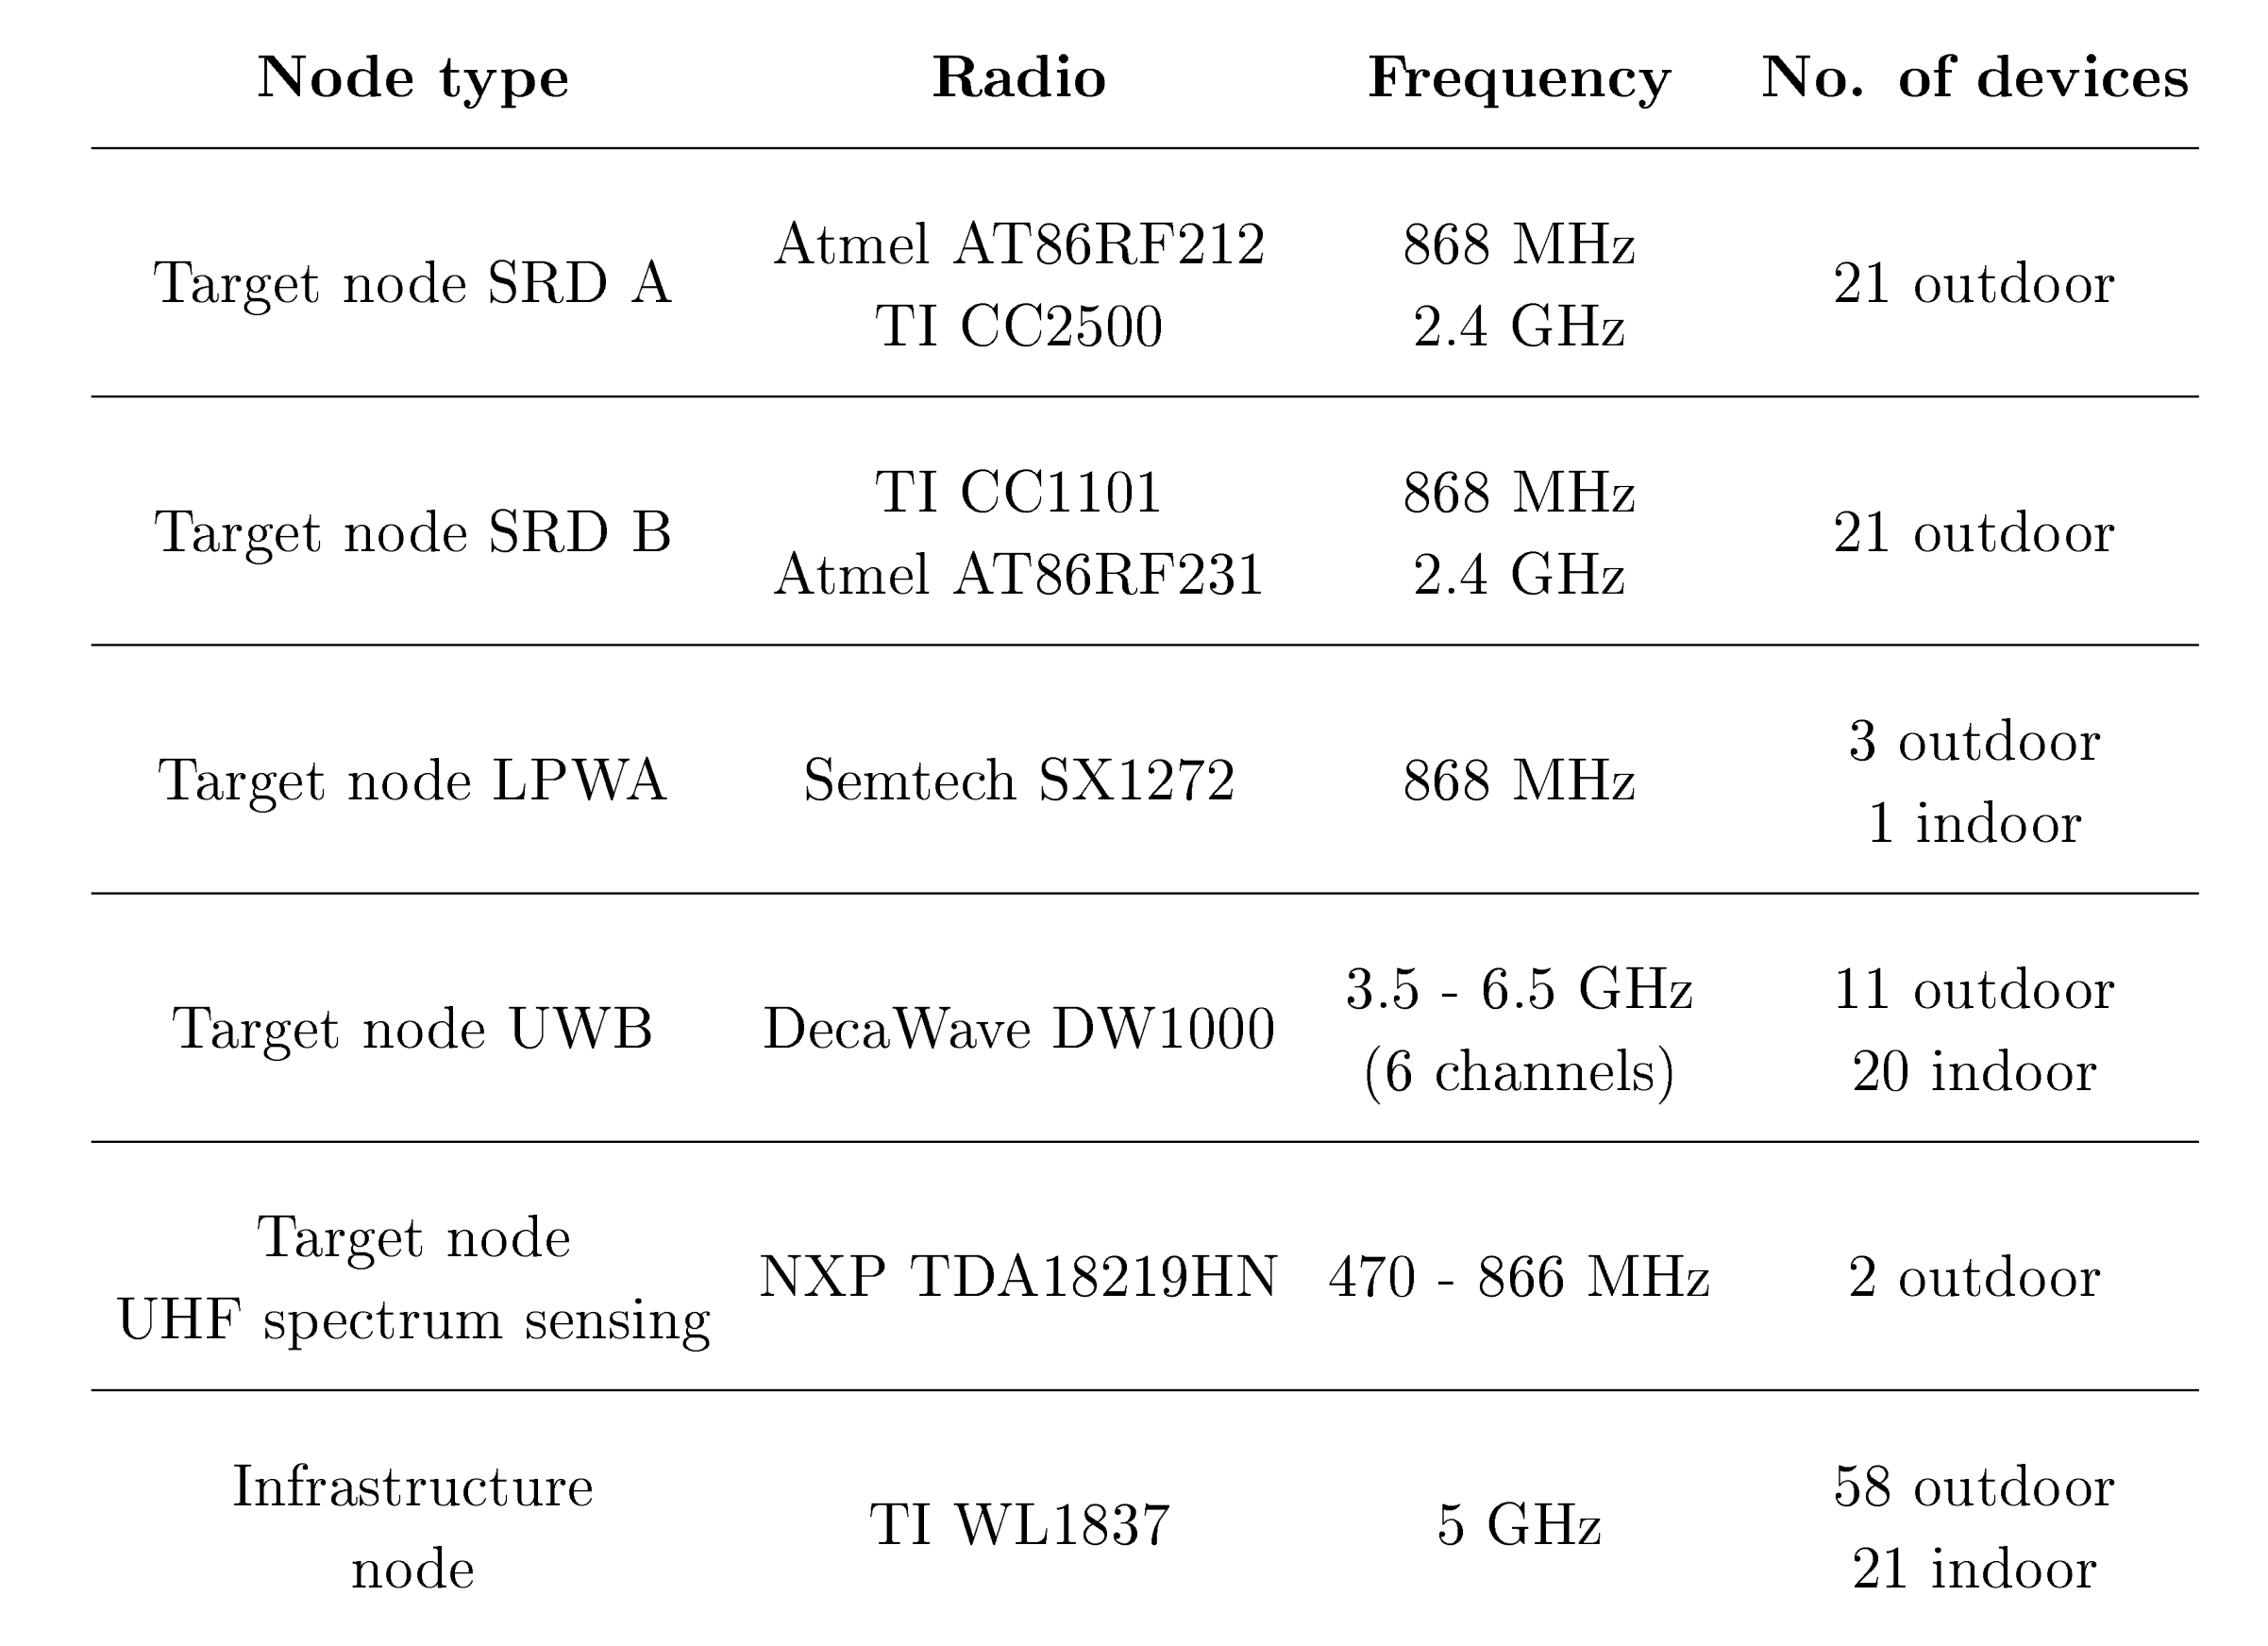 Node type Radio Frequency No. of devices
Target node SRD A Atmel AT86RF212 868 MHz 21 outdoor
TI CC2500 2.4 GHz
Target node SRD B TI CC1101 868 MHz 21 outdoor
Atmel AT86RF231 2.4 GHz
Target node LPWA Semtech SX1272 868 MHz 3 outdoor
1 indoor
Target node UWB DecaWave DW1000 3.5 - 6.5 GHz 11 outdoor
(6 channels) 20 indoor
Target node NXP TDA18219HN 470 - 866 MHz 2 outdoor
UHF spectrum sensing
Infrastructure TI WL1837 5 GHz 58 outdoor
node 21 indoor